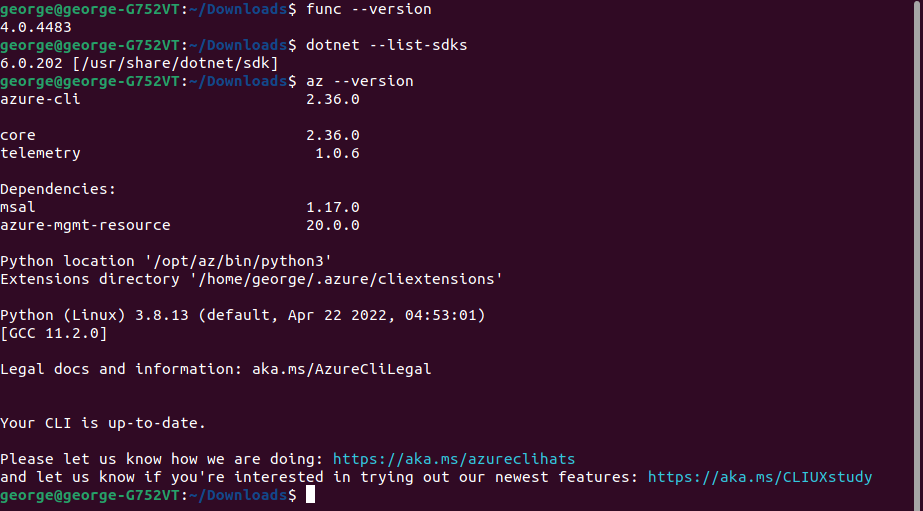 george@george-G752VT:~/Downloads$ func --version
4.0.4483
george@george-G752VT:~/Downloads$ dotnet --list-sdks
6.0.202 [/usr/share/dotnet/sdk]
george@george-G752VT:~/Downloads$ az --version
azure-cli                         2.36.0
core                              2.36.0
telemetry                          1.0.6
Dependencies:
msal                              1.17.0
azure-mgmt-resource               20.0.0
Python location '/opt/az/bin/python3'
Extensions directory '/home/george/.azure/cliextensions'
Python (Linux) 3.8.13 (default, Apr 22 2022, 04:53:01)
[GCC 11.2.0]
Legal docs and information: aka.ms/AzureCliLegal
Your CLI is up-to-date.
Please let us know how we are doing: https://aka.ms/azureclihats
and let us know if you're interested in trying out our newest features: https://aka.ms/CLIUXstudy
george@george-G752VT:~/Downloads$